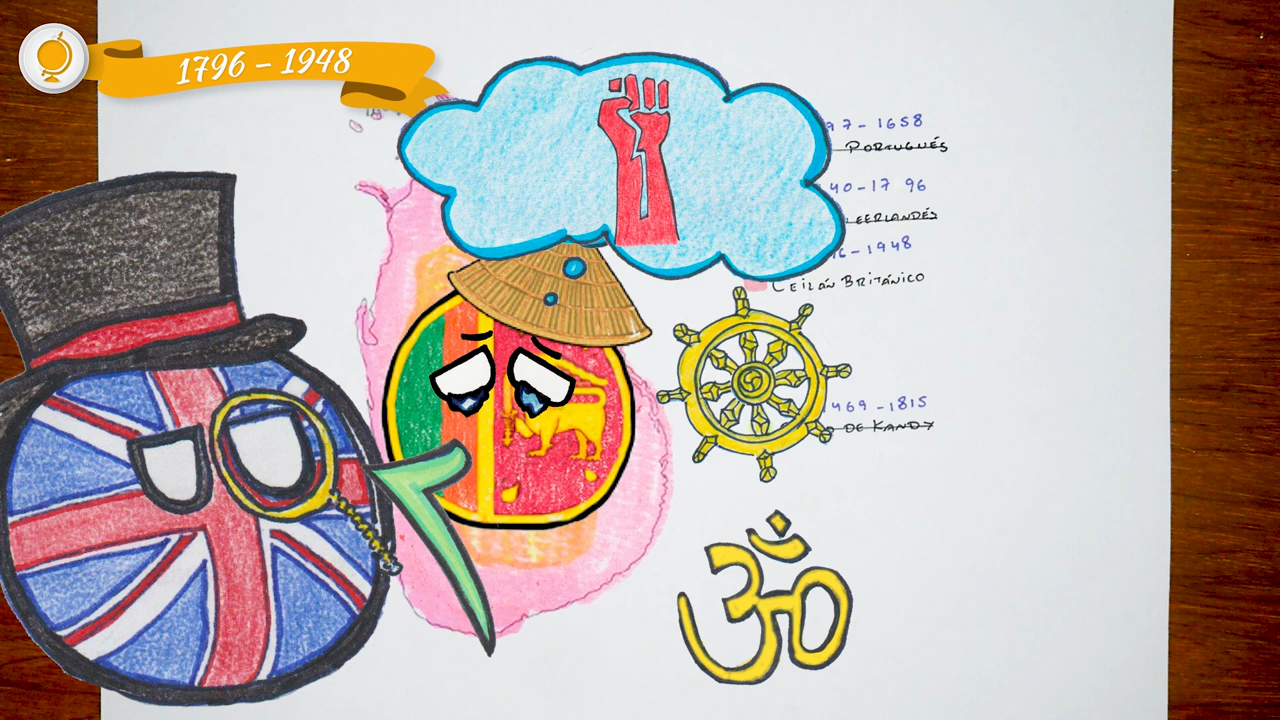 1796 – 1948
97 - 1658
PORTUGUÉS
40-17 96
EERLANDÉS
6-1948
CEILÁN BRITÁNICO
469 -1815
DE KANDY
ॐ